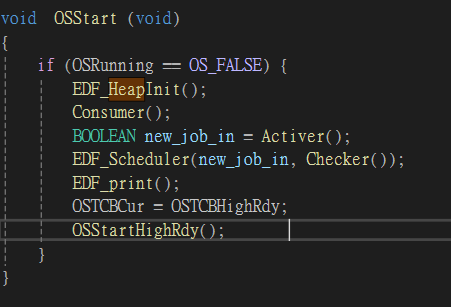 void  OSStart (void)
{
    if (OSRunning == OS_FALSE) {
        EDF_HeapInit();
        Consumer();
        BOOLEAN new_job_in = Activer();
        EDF_Scheduler(new_job_in, Checker());
        EDF_print();
        OSTCBCur = OSTCBHighRdy;
        OSStartHighRdy();
    }
}